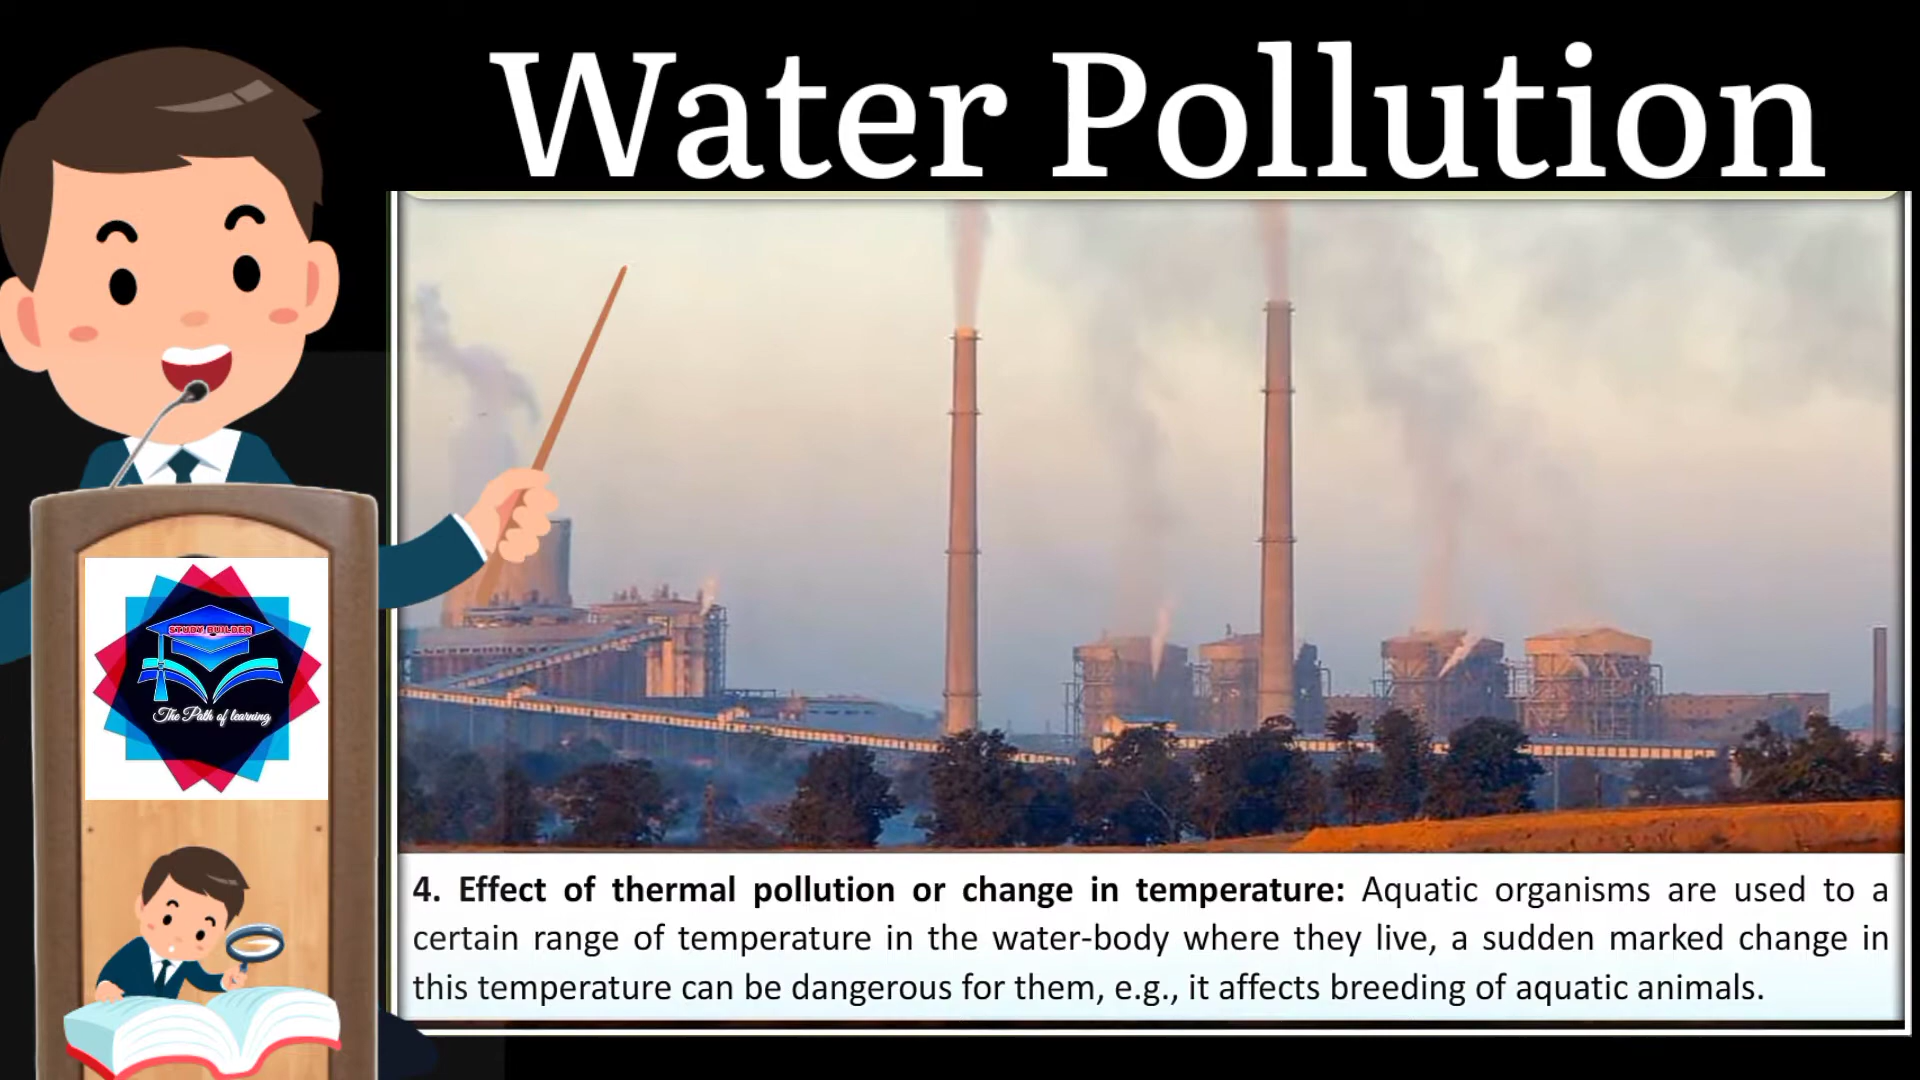 Water Pollution
STUDY BUILDER
The Path of learning
4. Effect of thermal pollution or change in temperature: Aquatic organisms are used to a
certain range of temperature in the water-body where they live, a sudden marked change in
this temperature can be dangerous for them, e.g., it affects breeding of aquatic animals.